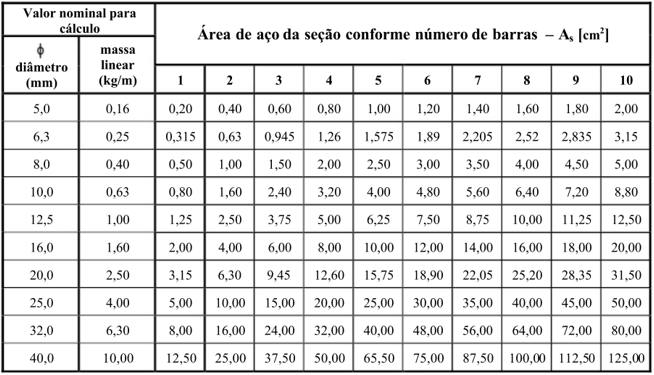 Valor nominal para cálculo | Área de aço da seção conforme número de barras – As [cm²]
ϕ diâmetro (mm) | massa linear (kg/m) | 1 | 2 | 3 | 4 | 5 | 6 | 7 | 8 | 9 | 10
5,0 | 0,16 | 0,20 | 0,40 | 0,60 | 0,80 | 1,00 | 1,20 | 1,40 | 1,60 | 1,80 | 2,00
6,3 | 0,25 | 0,315 | 0,63 | 0,945 | 1,26 | 1,575 | 1,89 | 2,205 | 2,52 | 2,835 | 3,15
8,0 | 0,40 | 0,50 | 1,00 | 1,50 | 2,00 | 2,50 | 3,00 | 3,50 | 4,00 | 4,50 | 5,00
10,0 | 0,63 | 0,80 | 1,60 | 2,40 | 3,20 | 4,00 | 4,80 | 5,60 | 6,40 | 7,20 | 8,80
12,5 | 1,00 | 1,25 | 2,50 | 3,75 | 5,00 | 6,25 | 7,50 | 8,75 | 10,00 | 11,25 | 12,50
16,0 | 1,60 | 2,00 | 4,00 | 6,00 | 8,00 | 10,00 | 12,00 | 14,00 | 16,00 | 18,00 | 20,00
20,0 | 2,50 | 3,15 | 6,30 | 9,45 | 12,60 | 15,75 | 18,90 | 22,05 | 25,20 | 28,35 | 31,50
25,0 | 4,00 | 5,00 | 10,00 | 15,00 | 20,00 | 25,00 | 30,00 | 35,00 | 40,00 | 45,00 | 50,00
32,0 | 6,30 | 8,00 | 16,00 | 24,00 | 32,00 | 40,00 | 48,00 | 56,00 | 64,00 | 72,00 | 80,00
40,0 | 10,00 | 12,50 | 25,00 | 37,50 | 50,00 | 65,50 | 75,00 | 87,50 | 100,00 | 112,50 | 125,00